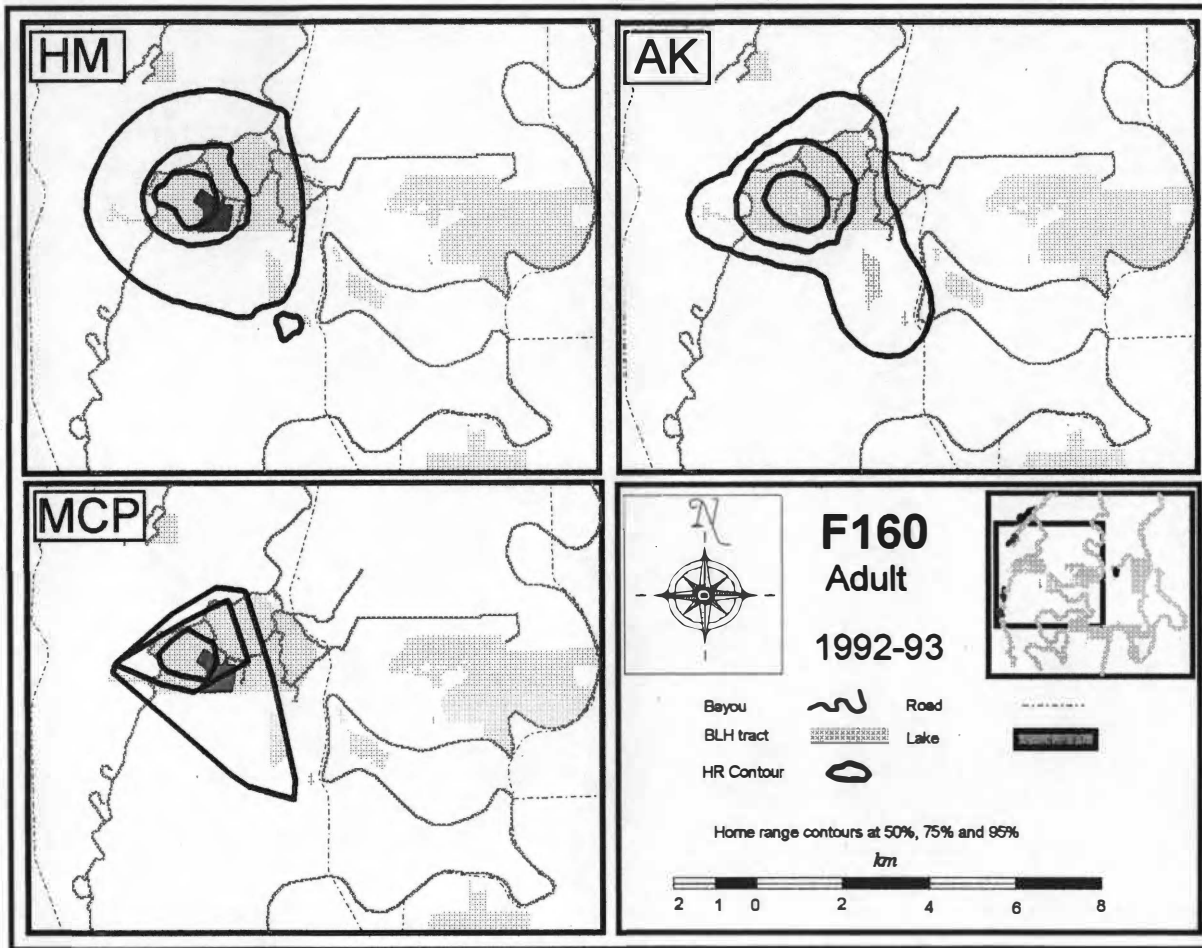 HM
AK
MCP
N
F160
Adult
1992-93
Bayou
Road
BLH tract
Lake
HR Contour
Home range contours at 50%, 75% and 95%
km
2 1 0 2 4 6 8